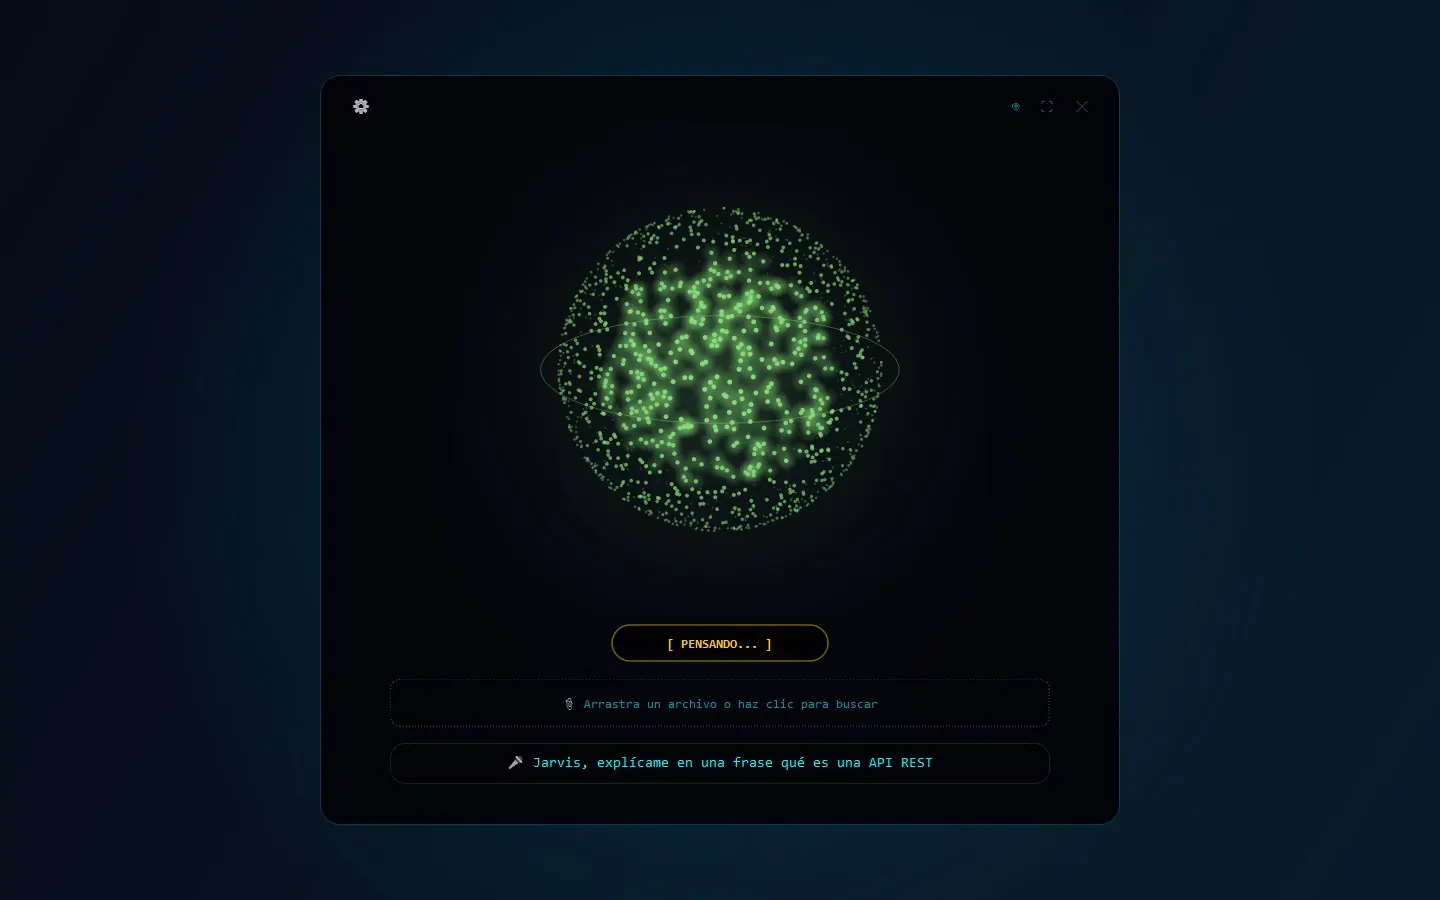 [ PENSANDO... ]
Arrastra un archivo o haz clic para buscar
Jarvis, explícame en una frase qué es una API REST